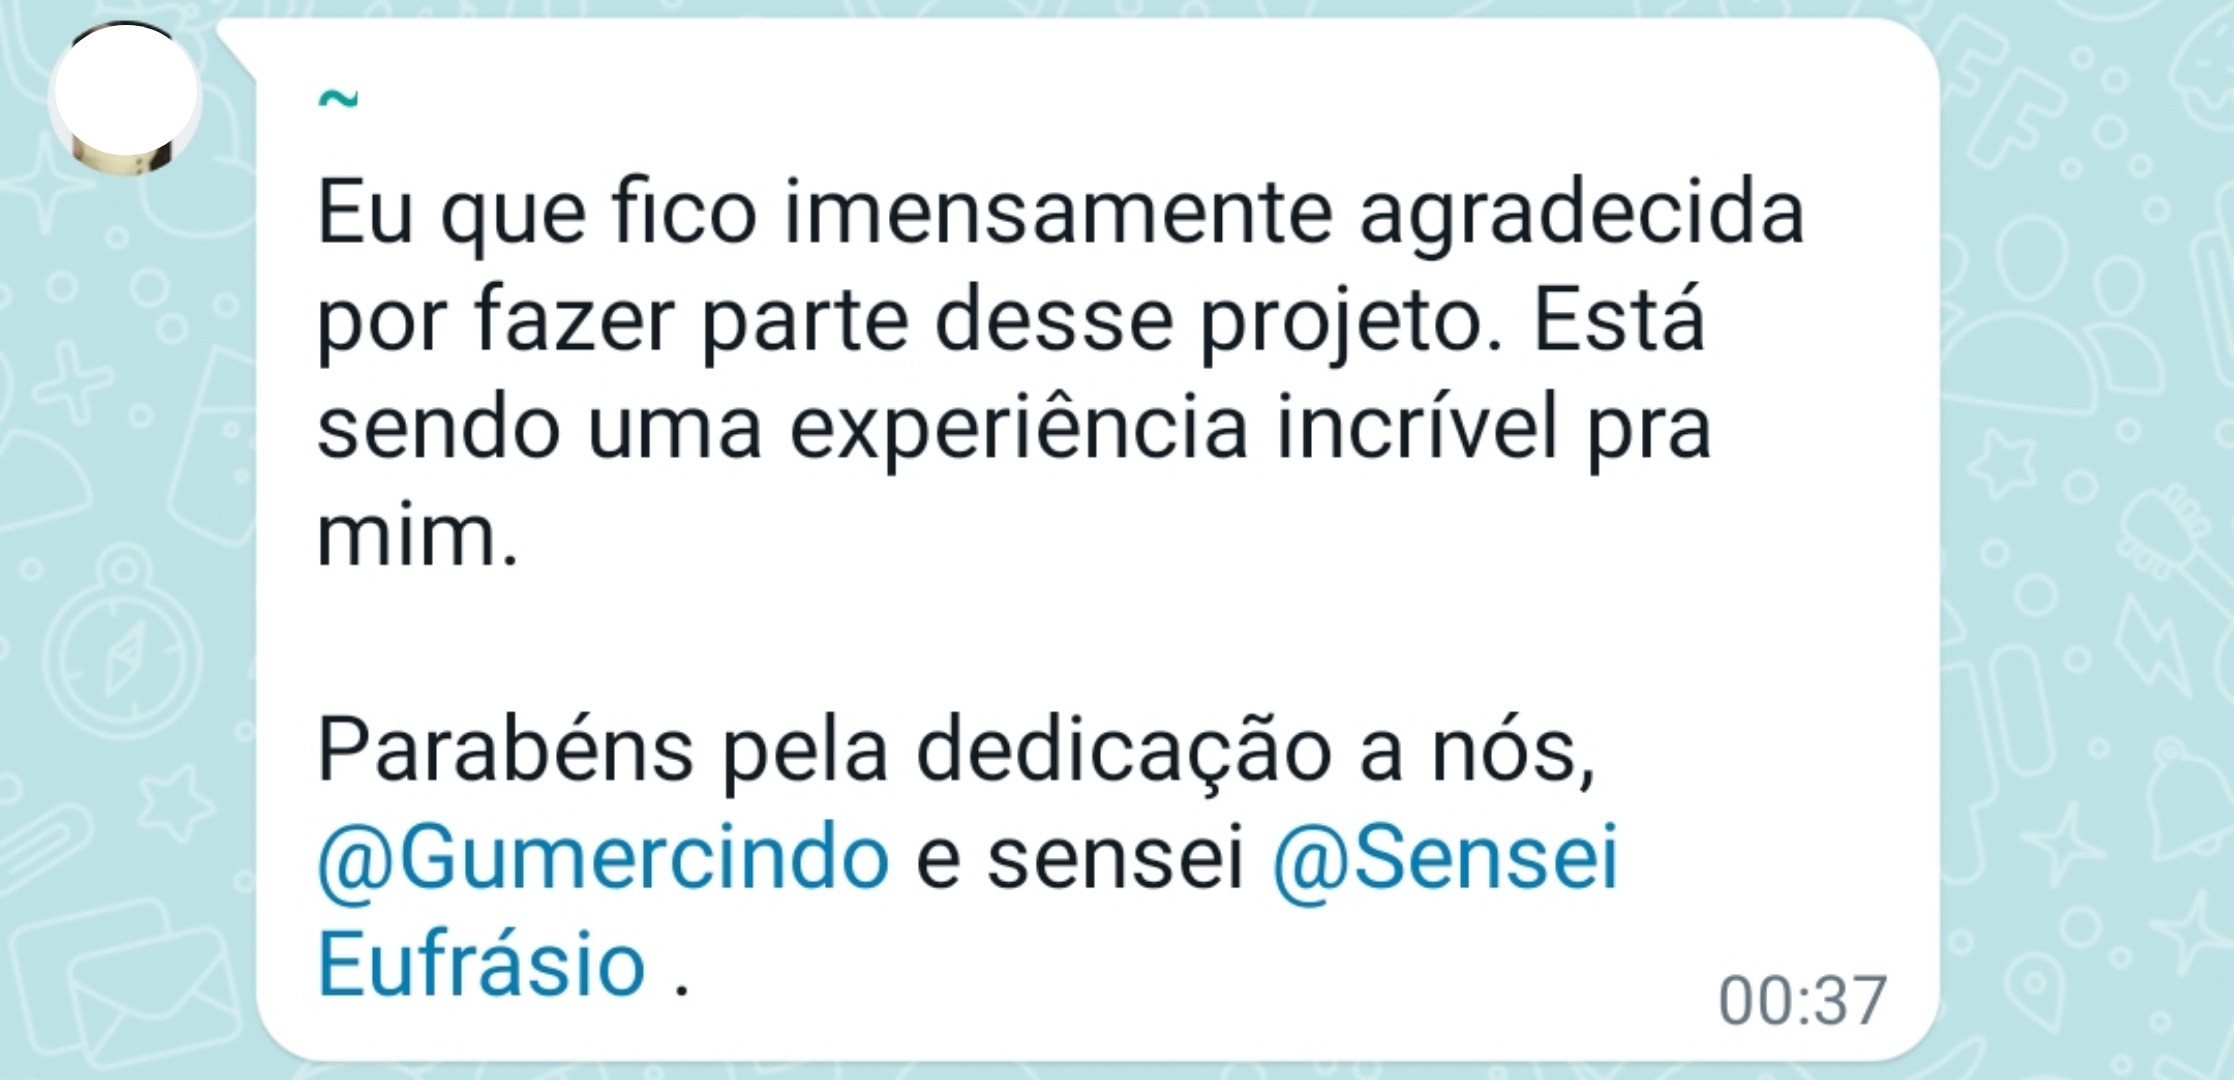 ~
Eu que fico imensamente agradecida
por fazer parte desse projeto. Está
sendo uma experiência incrível pra
mim.
Parabéns pela dedicação a nós,
@Gumercindo e sensei @Sensei
Eufrásio .
00:37